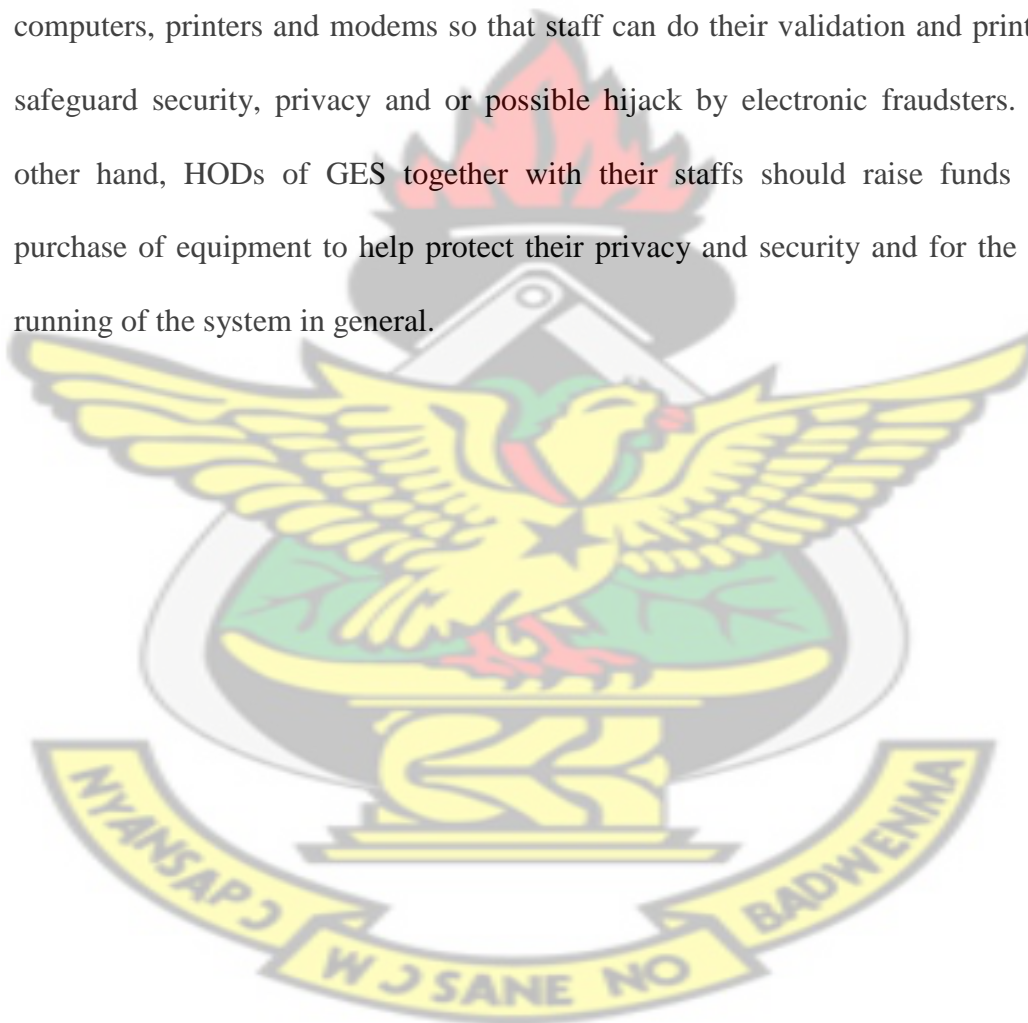 computers, printers and modems so that staff can do their validation and print
safeguard security, privacy and or possible hijack by electronic fraudsters.
other hand, HODs of GES together with their staffs should raise funds
purchase of equipment to help protect their privacy and security and for the
running of the system in general.
NYANSAPƆ
WƆSANE NO
BADWENMA